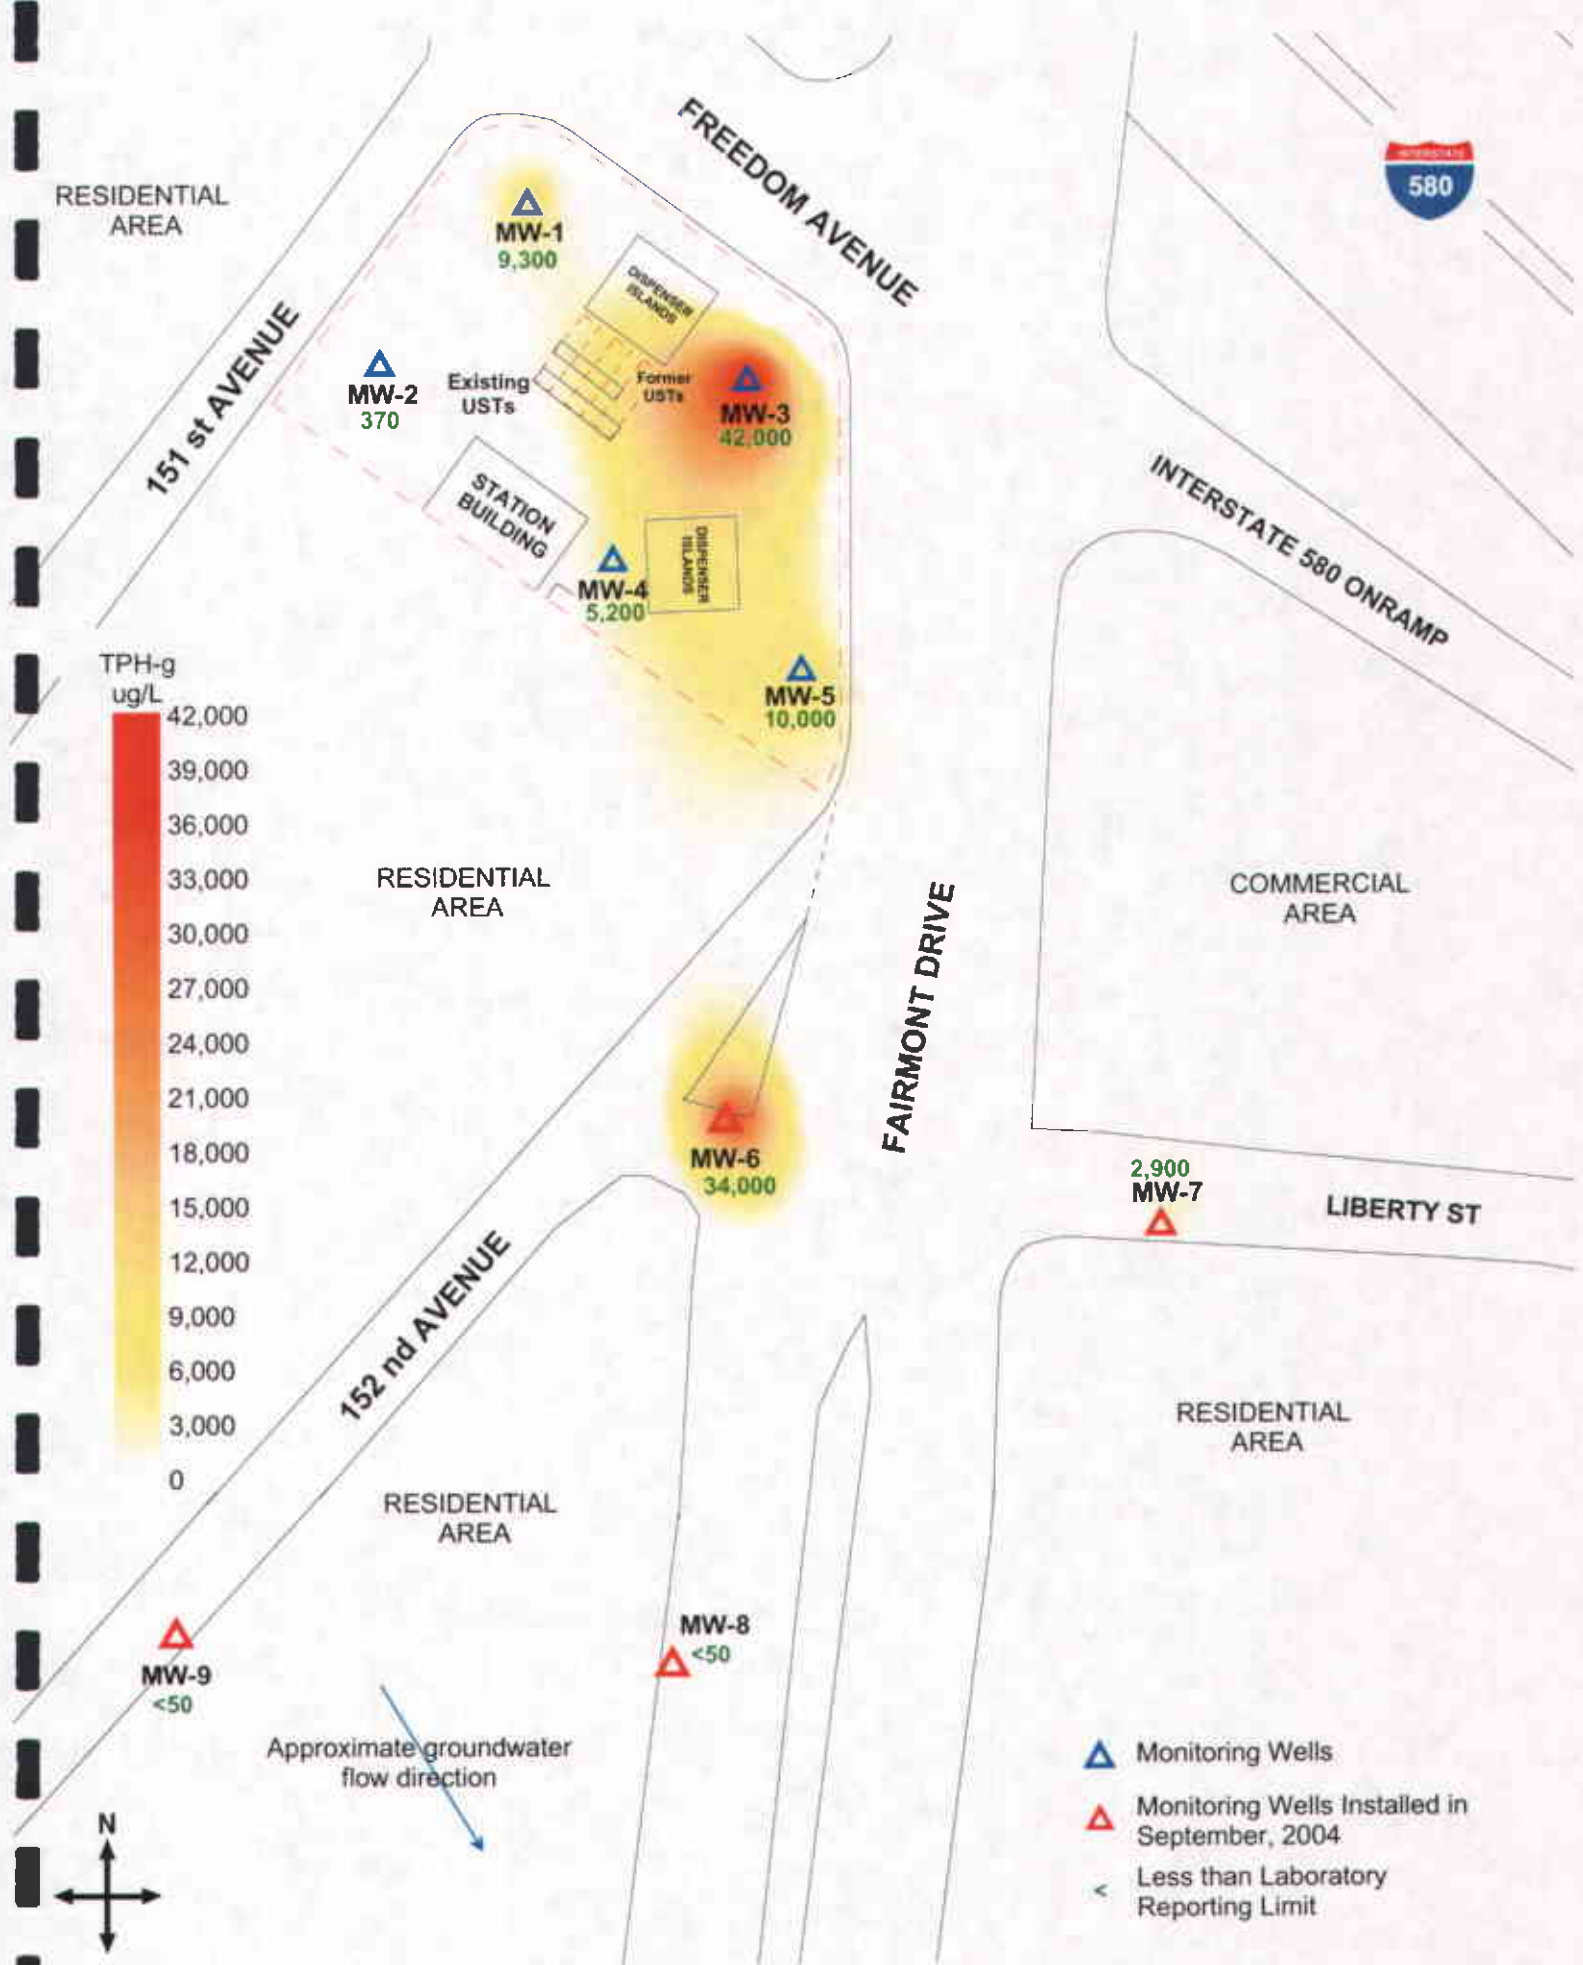 FREEDOM AVENUE
INTERSTATE
580
RESIDENTIAL
AREA
MW-1
9,300
DISPENSER
ISLANDS
151 st AVENUE
MW-2
370
Existing
USTs
Former
USTs
MW-3
42,000
STATION
BUILDING
INTERSTATE 580 ONRAMP
MW-4
5,200
DISPENSER
ISLANDS
MW-5
10,000
TPH-g
ug/L
42,000
39,000
36,000
33,000
30,000
27,000
24,000
21,000
18,000
15,000
12,000
9,000
6,000
3,000
0
RESIDENTIAL
AREA
COMMERCIAL
AREA
FAIRMONT DRIVE
MW-6
34,000
2,900
MW-7
LIBERTY ST
152 nd AVENUE
RESIDENTIAL
AREA
RESIDENTIAL
AREA
MW-8
<50
MW-9
<50
Approximate groundwater
flow direction
N
Monitoring Wells
Monitoring Wells Installed in
September, 2004
< Less than Laboratory
Reporting Limit